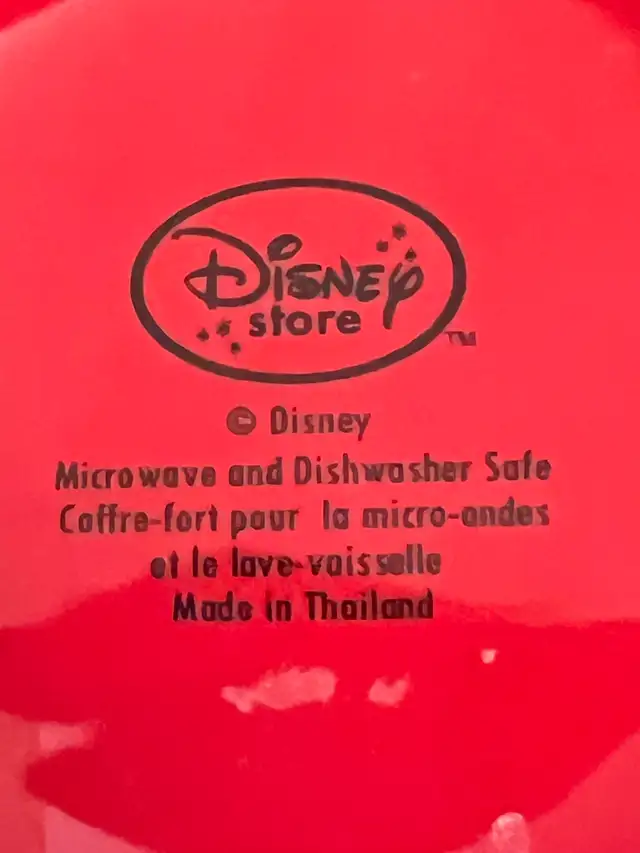 Disney
store
TM
© Disney
Microwave and Dishwasher Safe
Coffre-fort pour la micro-ondes
et le lave-vaisselle
Made in Thailand